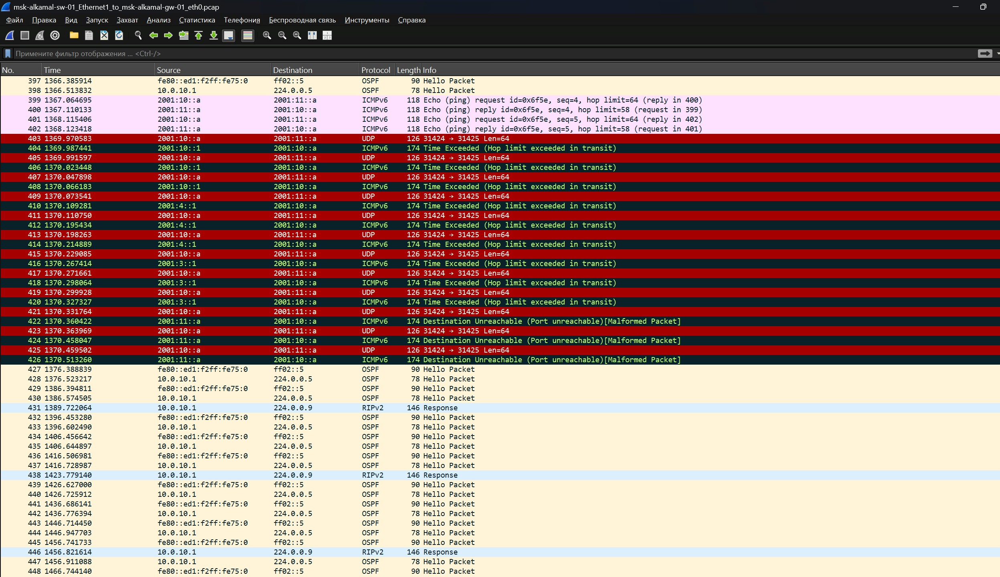 msk-alkamal-sw-01_Ethernet1_to_msk-alkamal-gw-01_eth0.pcap
Файл Правка Вид Запуск Захват Анализ Статистика Телефония Беспроводная связь Инструменты Справка
Примените фильтр отображения ... <Ctrl-/>
No. Time Source Destination Protocol Length Info
397 1366.385914 fe80::ed1:f2ff:fe75:0 ff02::5 OSPF 90 Hello Packet
398 1366.513832 10.0.10.1 224.0.0.5 OSPF 78 Hello Packet
399 1367.064695 2001:10::a 2001:11::a ICMPv6 118 Echo (ping) request id=0x6f5e, seq=4, hop limit=64 (reply in 400)
400 1367.110133 2001:11::a 2001:10::a ICMPv6 118 Echo (ping) reply id=0x6f5e, seq=4, hop limit=58 (request in 399)
401 1368.115406 2001:10::a 2001:11::a ICMPv6 118 Echo (ping) request id=0x6f5e, seq=5, hop limit=64 (reply in 402)
402 1368.123418 2001:11::a 2001:10::a ICMPv6 118 Echo (ping) reply id=0x6f5e, seq=5, hop limit=58 (request in 401)
403 1369.970583 2001:10::a 2001:11::a UDP 126 31424 → 31425 Len=64
404 1369.987441 2001:10::1 2001:10::a ICMPv6 174 Time Exceeded (Hop limit exceeded in transit)
405 1369.991597 2001:10::a 2001:11::a UDP 126 31424 → 31425 Len=64
406 1370.023448 2001:10::1 2001:10::a ICMPv6 174 Time Exceeded (Hop limit exceeded in transit)
407 1370.047898 2001:10::a 2001:11::a UDP 126 31424 → 31425 Len=64
408 1370.066183 2001:10::1 2001:10::a ICMPv6 174 Time Exceeded (Hop limit exceeded in transit)
409 1370.073541 2001:10::a 2001:11::a UDP 126 31424 → 31425 Len=64
410 1370.109281 2001:4::1 2001:10::a ICMPv6 174 Time Exceeded (Hop limit exceeded in transit)
411 1370.110750 2001:10::a 2001:11::a UDP 126 31424 → 31425 Len=64
412 1370.195434 2001:4::1 2001:10::a ICMPv6 174 Time Exceeded (Hop limit exceeded in transit)
413 1370.198263 2001:10::a 2001:11::a UDP 126 31424 → 31425 Len=64
414 1370.214889 2001:4::1 2001:10::a ICMPv6 174 Time Exceeded (Hop limit exceeded in transit)
415 1370.229085 2001:10::a 2001:11::a UDP 126 31424 → 31425 Len=64
416 1370.267414 2001:3::1 2001:10::a ICMPv6 174 Time Exceeded (Hop limit exceeded in transit)
417 1370.271661 2001:10::a 2001:11::a UDP 126 31424 → 31425 Len=64
418 1370.298064 2001:3::1 2001:10::a ICMPv6 174 Time Exceeded (Hop limit exceeded in transit)
419 1370.299928 2001:10::a 2001:11::a UDP 126 31424 → 31425 Len=64
420 1370.327327 2001:3::1 2001:10::a ICMPv6 174 Time Exceeded (Hop limit exceeded in transit)
421 1370.331764 2001:10::a 2001:11::a UDP 126 31424 → 31425 Len=64
422 1370.360422 2001:11::a 2001:10::a ICMPv6 174 Destination Unreachable (Port unreachable)[Malformed Packet]
423 1370.363969 2001:10::a 2001:11::a UDP 126 31424 → 31425 Len=64
424 1370.458047 2001:11::a 2001:10::a ICMPv6 174 Destination Unreachable (Port unreachable)[Malformed Packet]
425 1370.459502 2001:10::a 2001:11::a UDP 126 31424 → 31425 Len=64
426 1370.513260 2001:11::a 2001:10::a ICMPv6 174 Destination Unreachable (Port unreachable)[Malformed Packet]
427 1376.388839 fe80::ed1:f2ff:fe75:0 ff02::5 OSPF 90 Hello Packet
428 1376.523217 10.0.10.1 224.0.0.5 OSPF 78 Hello Packet
429 1386.394811 fe80::ed1:f2ff:fe75:0 ff02::5 OSPF 90 Hello Packet
430 1386.574505 10.0.10.1 224.0.0.5 OSPF 78 Hello Packet
431 1389.722064 10.0.10.1 224.0.0.9 RIPv2 146 Response
432 1396.453280 fe80::ed1:f2ff:fe75:0 ff02::5 OSPF 90 Hello Packet
433 1396.602490 10.0.10.1 224.0.0.5 OSPF 78 Hello Packet
434 1406.456642 fe80::ed1:f2ff:fe75:0 ff02::5 OSPF 90 Hello Packet
435 1406.644897 10.0.10.1 224.0.0.5 OSPF 78 Hello Packet
436 1416.506981 fe80::ed1:f2ff:fe75:0 ff02::5 OSPF 90 Hello Packet
437 1416.728987 10.0.10.1 224.0.0.5 OSPF 78 Hello Packet
438 1423.779140 10.0.10.1 224.0.0.9 RIPv2 146 Response
439 1426.627000 fe80::ed1:f2ff:fe75:0 ff02::5 OSPF 90 Hello Packet
440 1426.725912 10.0.10.1 224.0.0.5 OSPF 78 Hello Packet
441 1436.686141 fe80::ed1:f2ff:fe75:0 ff02::5 OSPF 90 Hello Packet
442 1436.776394 10.0.10.1 224.0.0.5 OSPF 78 Hello Packet
443 1446.714450 fe80::ed1:f2ff:fe75:0 ff02::5 OSPF 90 Hello Packet
444 1446.947703 10.0.10.1 224.0.0.5 OSPF 78 Hello Packet
445 1456.741733 fe80::ed1:f2ff:fe75:0 ff02::5 OSPF 90 Hello Packet
446 1456.821614 10.0.10.1 224.0.0.9 RIPv2 146 Response
447 1456.911088 10.0.10.1 224.0.0.5 OSPF 78 Hello Packet
448 1466.744140 fe80::ed1:f2ff:fe75:0 ff02::5 OSPF 90 Hello Packet